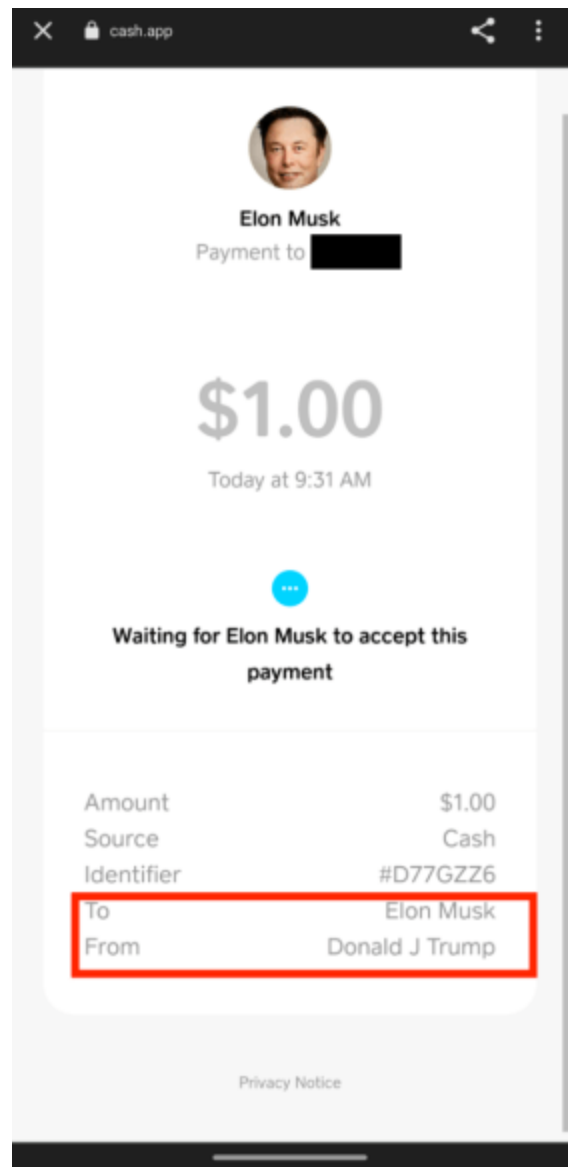 cash.app
Elon Musk
Payment to
$1.00
Today at 9:31 AM
Waiting for Elon Musk to accept this
payment
Amount $1.00
Source Cash
Identifier #D77GZZ6
To Elon Musk
From Donald J Trump
Privacy Notice